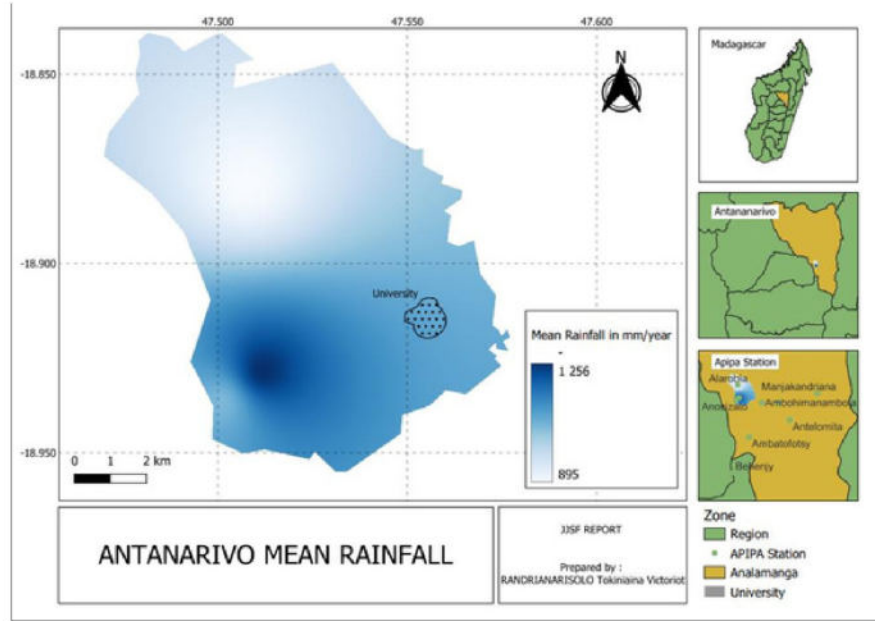 47.500 47.550 47.600
-18.850
-18.900
-18.950
N
University
Mean Rainfall in mm/year
-
1 256
895
0 1 2 km
Madagascar
Antananarivo
Apipa Station
Alarobia
Manjakandriana
Ambohimanambola
Antelomita
Ambatofotsy
Behenjy
Zone
Region
APIPA Station
Analamanga
University
ANTANARIVO MEAN RAINFALL
JJSF REPORT
Prepared by :
RANDRIANARISOLO Tokiniaina Victoriot